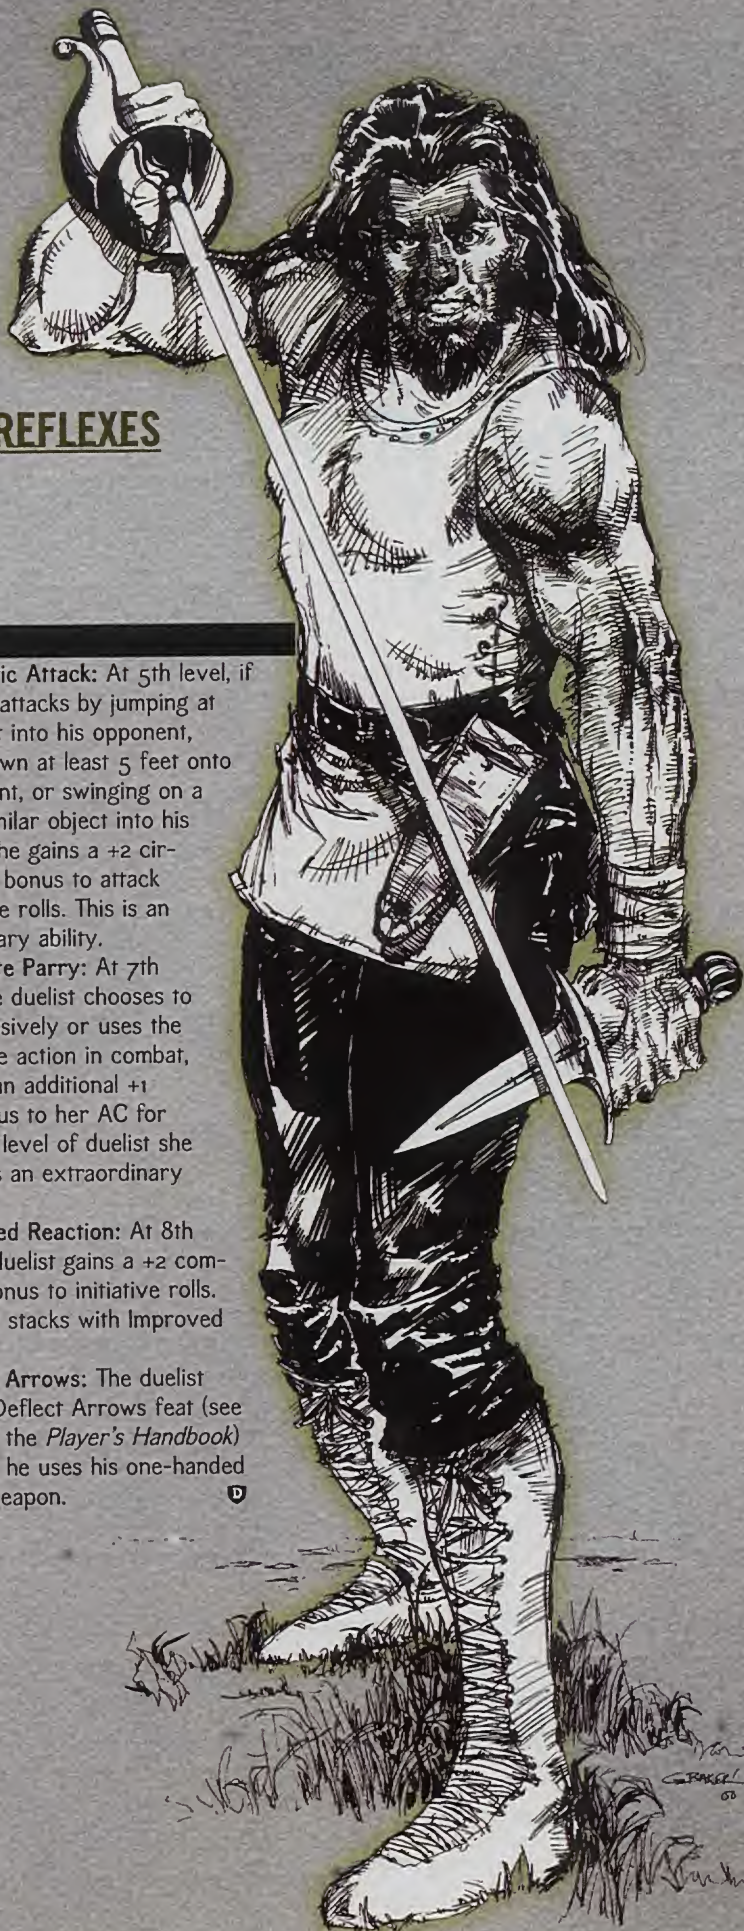 REFLEXES
ic Attack: At 5th level, if
attacks by jumping at
t into his opponent,
wn at least 5 feet onto
nt, or swinging on a
milar object into his
he gains a +2 cir-
bonus to attack
e rolls. This is an
ary ability.
te Parry: At 7th
e duelist chooses to
sively or uses the
e action in combat,
an additional +1
us to her AC for
level of duelist she
s an extraordinary
ed Reaction: At 8th
duelist gains a +2 com-
onus to initiative rolls.
stacks with Improved
Arrows: The duelist
Deflect Arrows feat (see
the Player's Handbook)
he uses his one-handed
eapon. D
BAKER
00